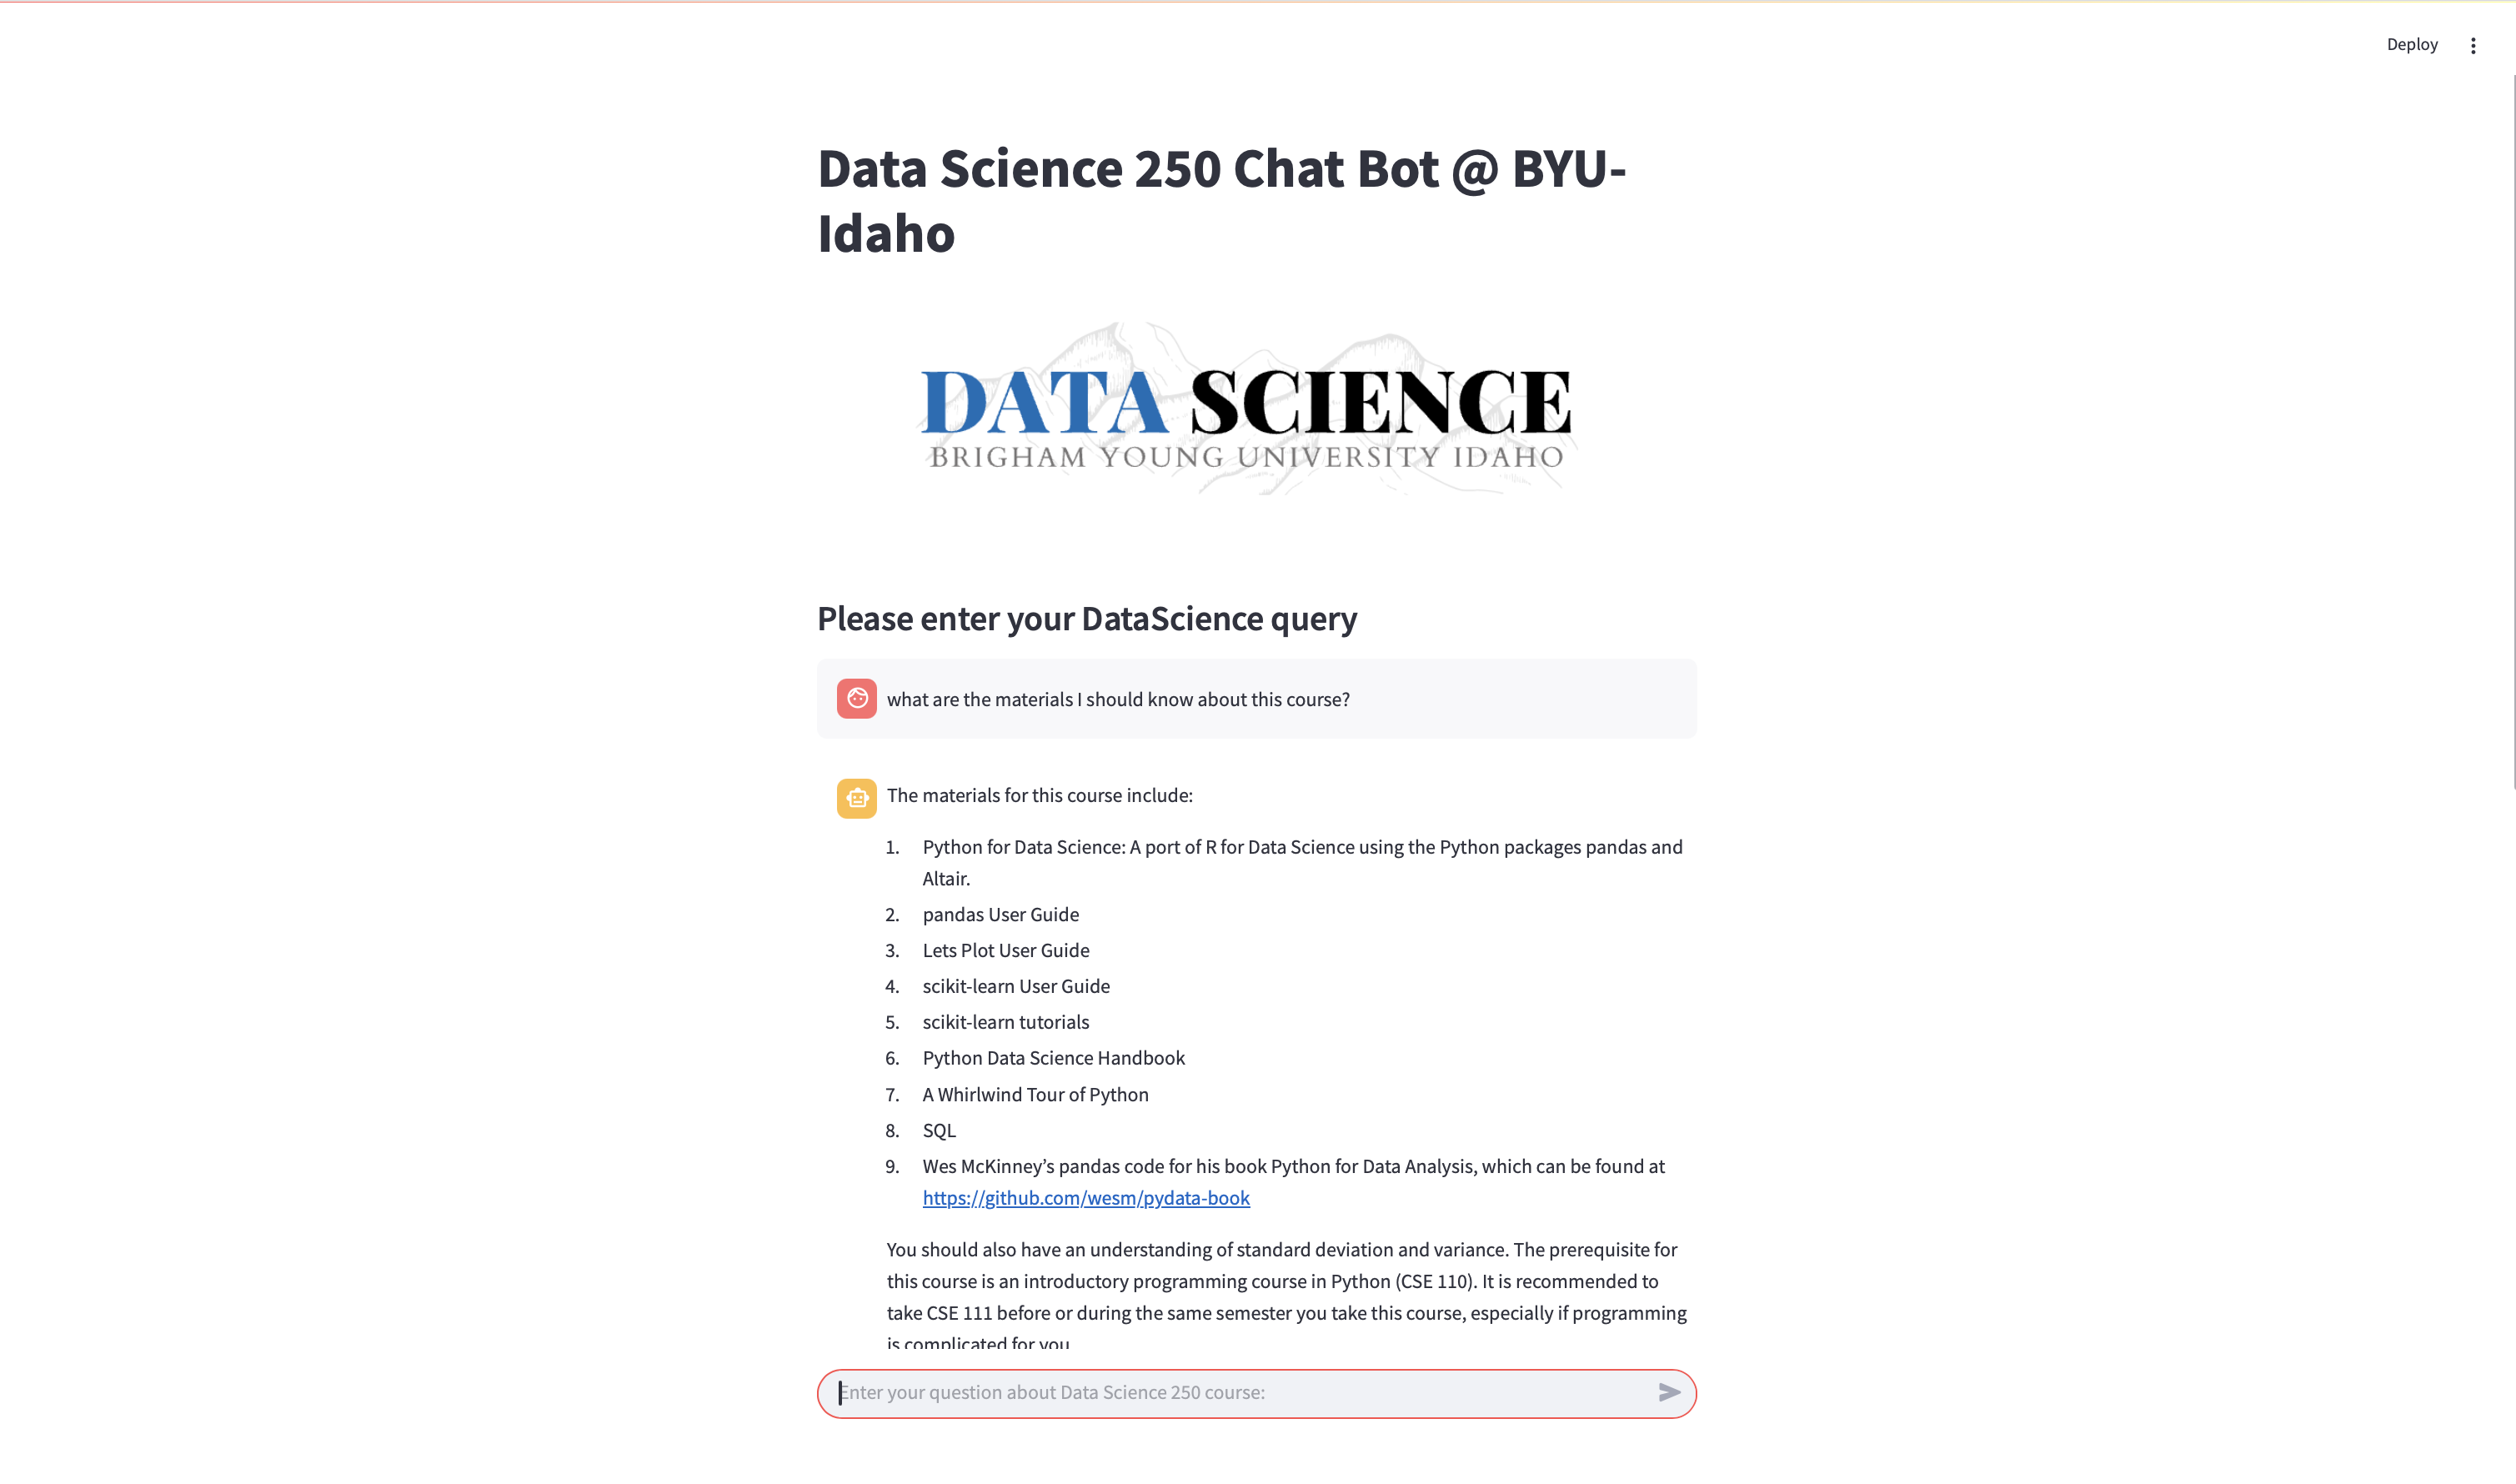 Deploy
Data Science 250 Chat Bot @ BYU-
Idaho
DATA SCIENCE
BRIGHAM YOUNG UNIVERSITY IDAHO
Please enter your DataScience query
what are the materials I should know about this course?
The materials for this course include:
1. Python for Data Science: A port of R for Data Science using the Python packages pandas and
Altair.
2. pandas User Guide
3. Lets Plot User Guide
4. scikit-learn User Guide
5. scikit-learn tutorials
6. Python Data Science Handbook
7. A Whirlwind Tour of Python
8. SQL
9. Wes McKinney’s pandas code for his book Python for Data Analysis, which can be found at
https://github.com/wesm/pydata-book
You should also have an understanding of standard deviation and variance. The prerequisite for
this course is an introductory programming course in Python (CSE 110). It is recommended to
take CSE 111 before or during the same semester you take this course, especially if programming
is complicated for you
Enter your question about Data Science 250 course: